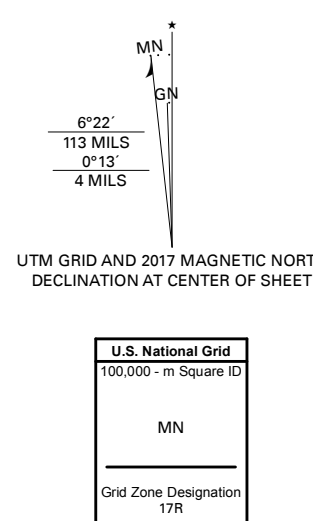 MN
GN
6°22´
113 MILS
0°13´
4 MILS
UTM GRID AND 2017 MAGNETIC NORT
DECLINATION AT CENTER OF SHEET
U.S. National Grid
100,000 - m Square ID
MN
Grid Zone Designation
17R